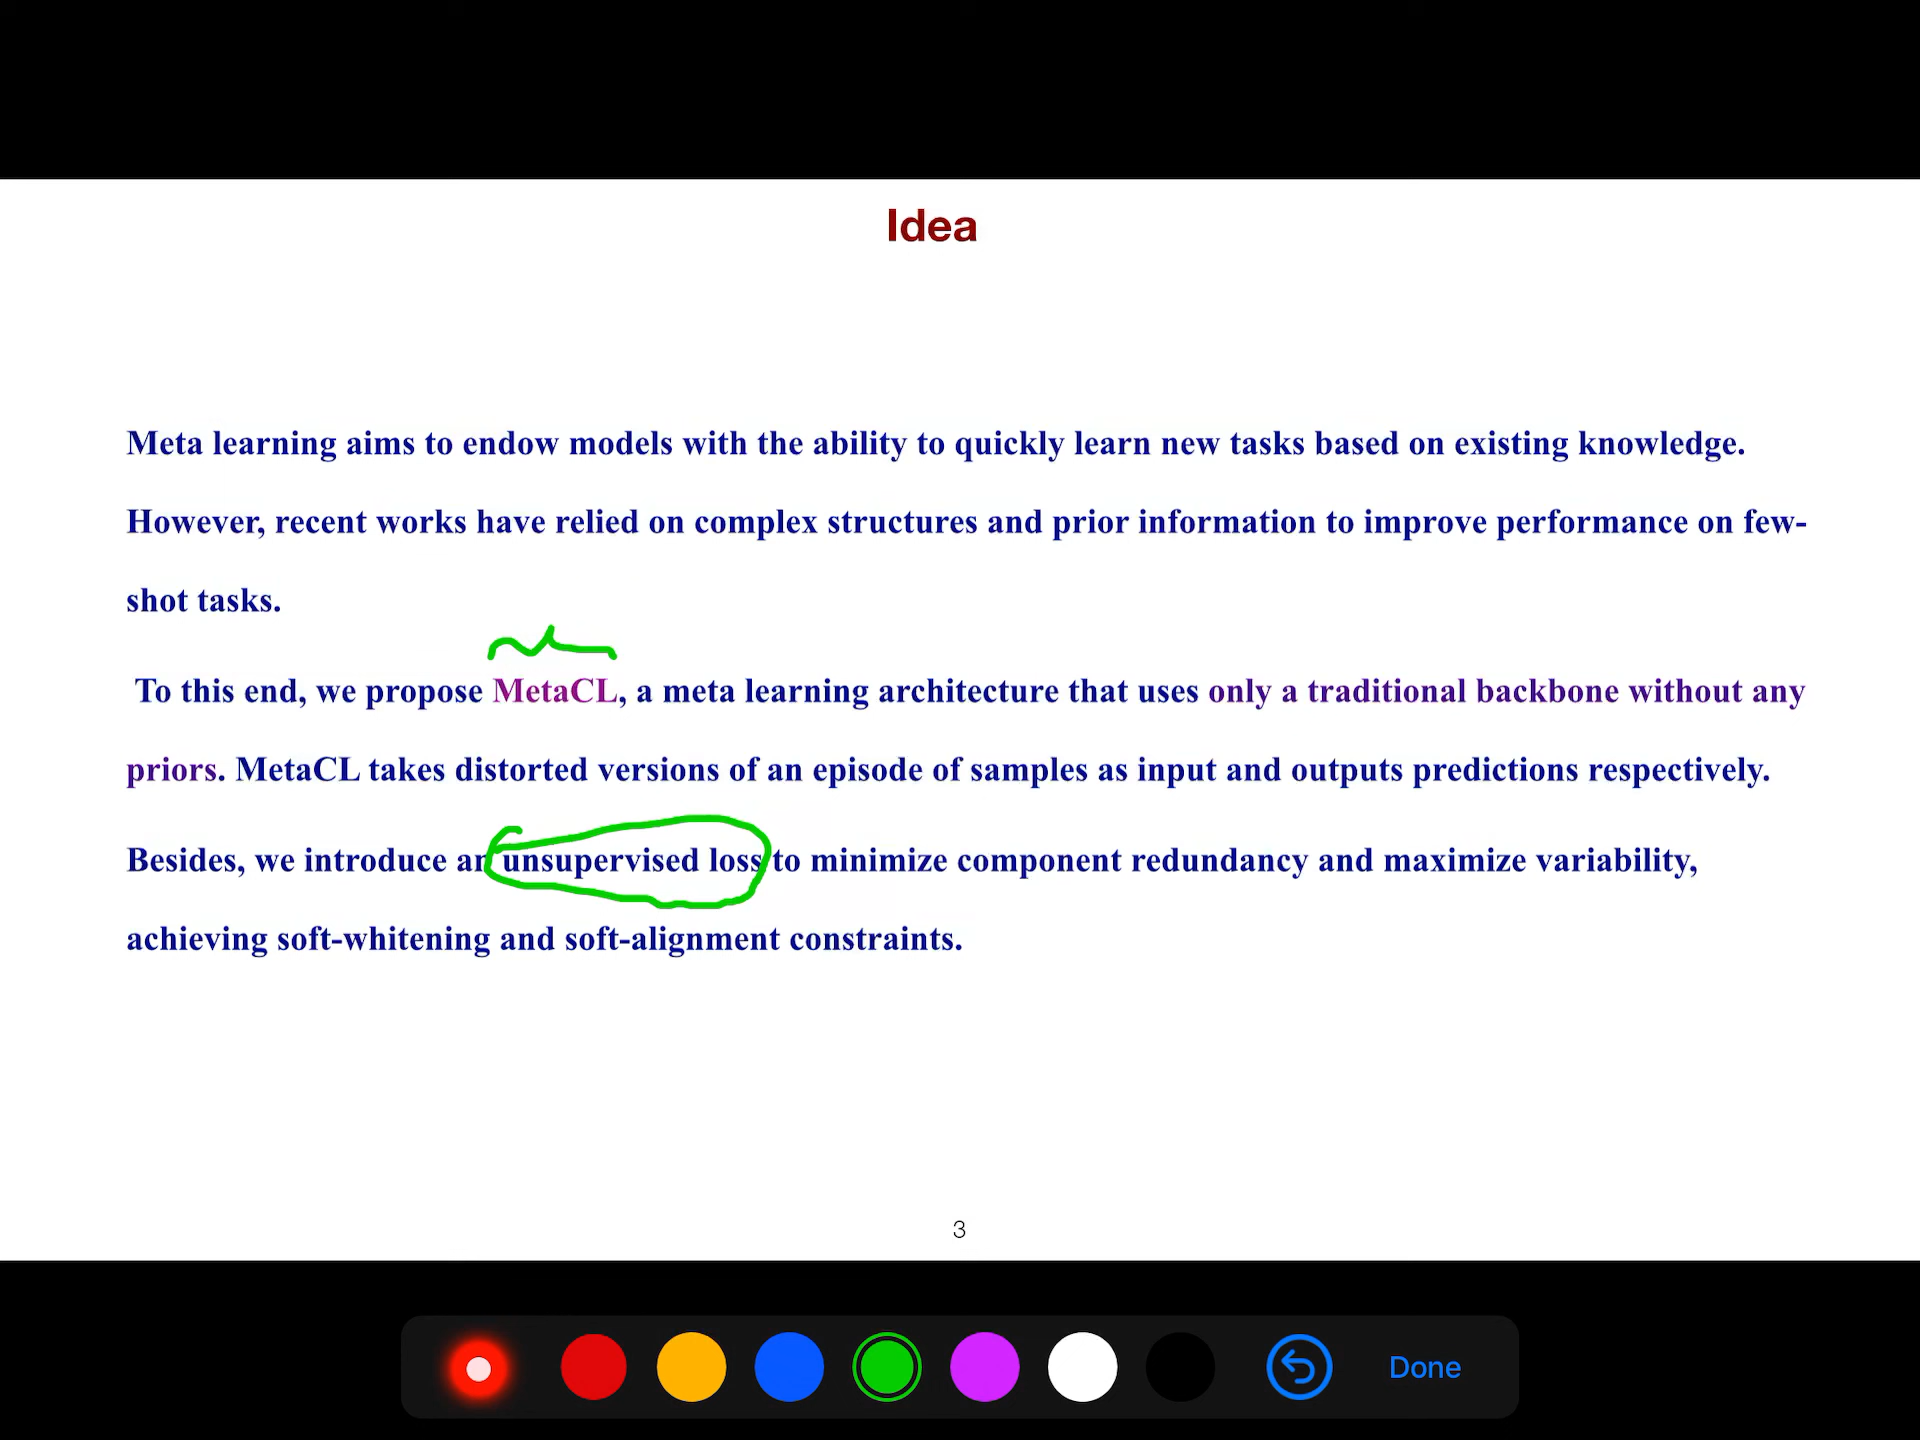 Idea
Meta learning aims to endow models with the ability to quickly learn new tasks based on existing knowledge.
However, recent works have relied on complex structures and prior information to improve performance on few-
shot tasks.
To this end, we propose MetaCL, a meta learning architecture that uses only a traditional backbone without any
priors. MetaCL takes distorted versions of an episode of samples as input and outputs predictions respectively.
Besides, we introduce an unsupervised loss to minimize component redundancy and maximize variability,
achieving soft-whitening and soft-alignment constraints.
3
Done